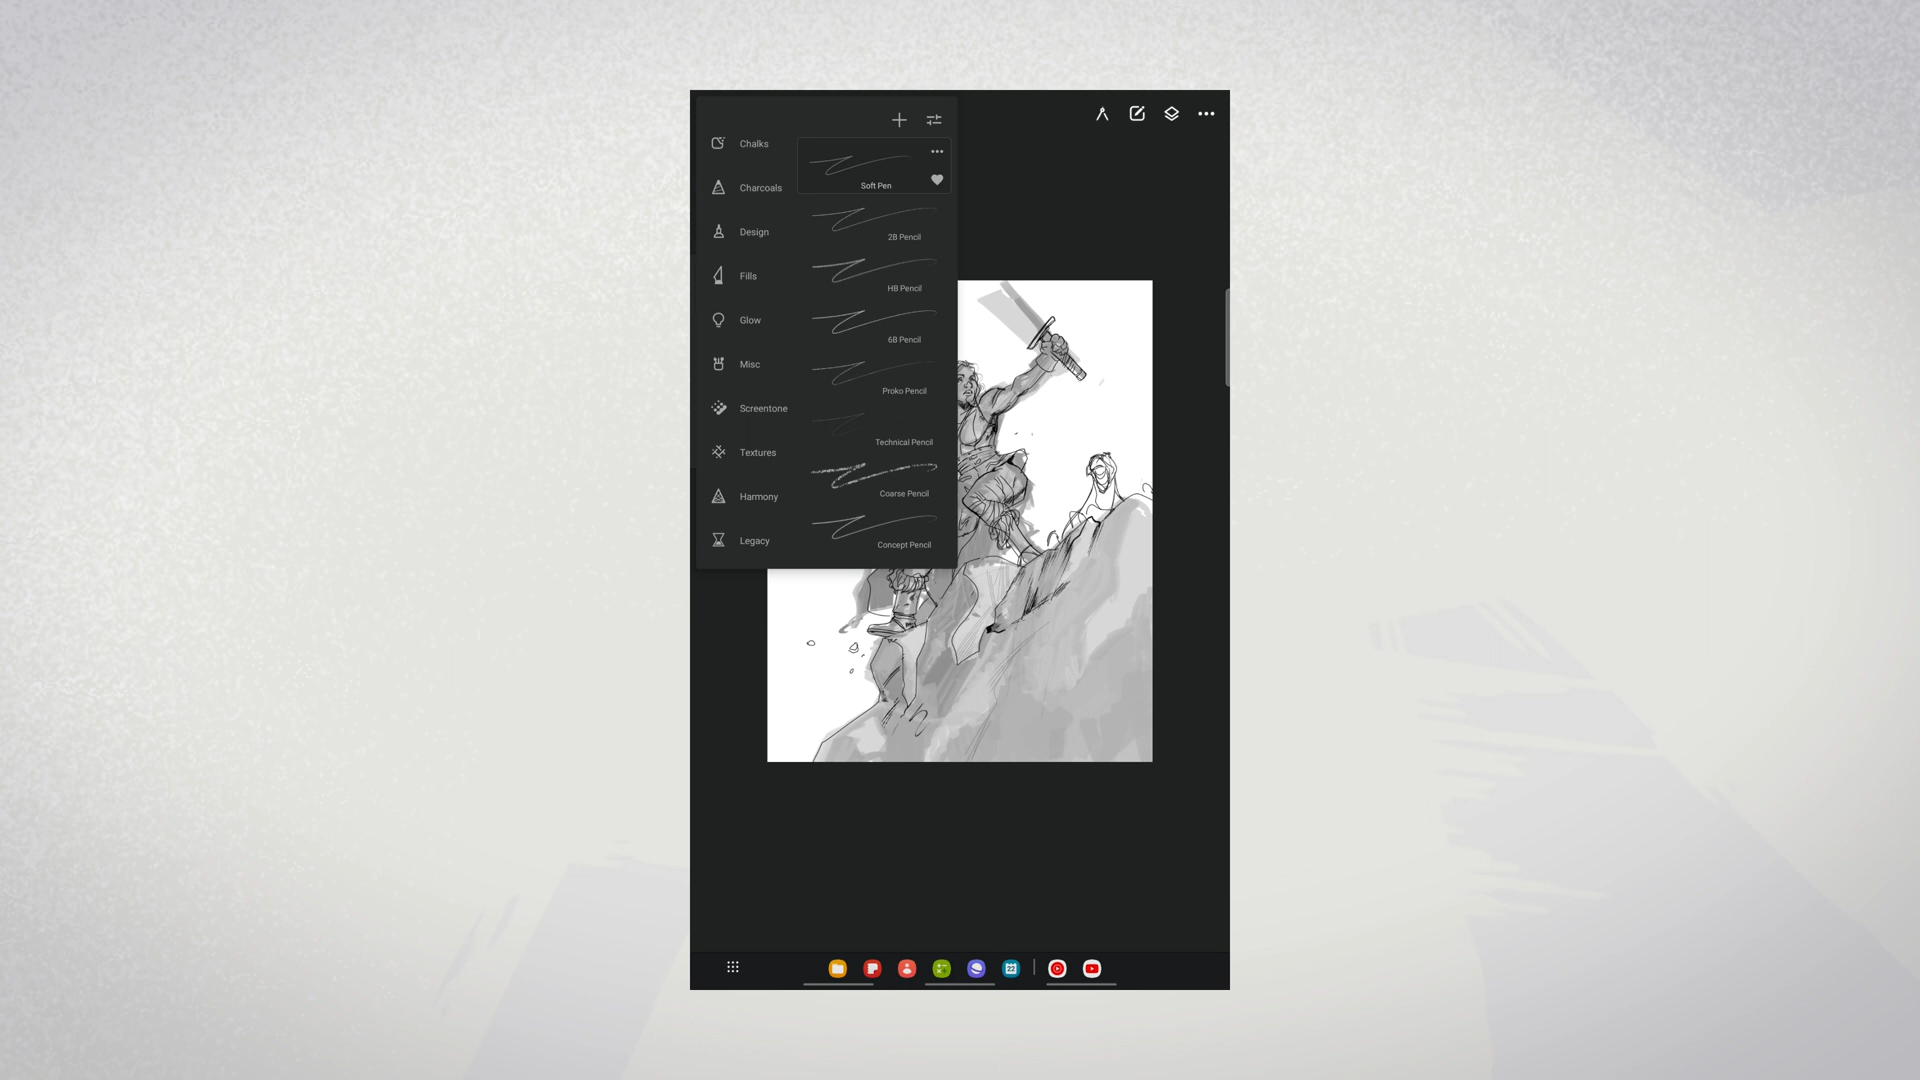 Chalks
Charcoals
Design
Fills
Glow
Misc
Screentone
Textures
Harmony
Legacy
Soft Pen
2B Pencil
HB Pencil
6B Pencil
Proko Pencil
Technical Pencil
Coarse Pencil
Concept Pencil
22